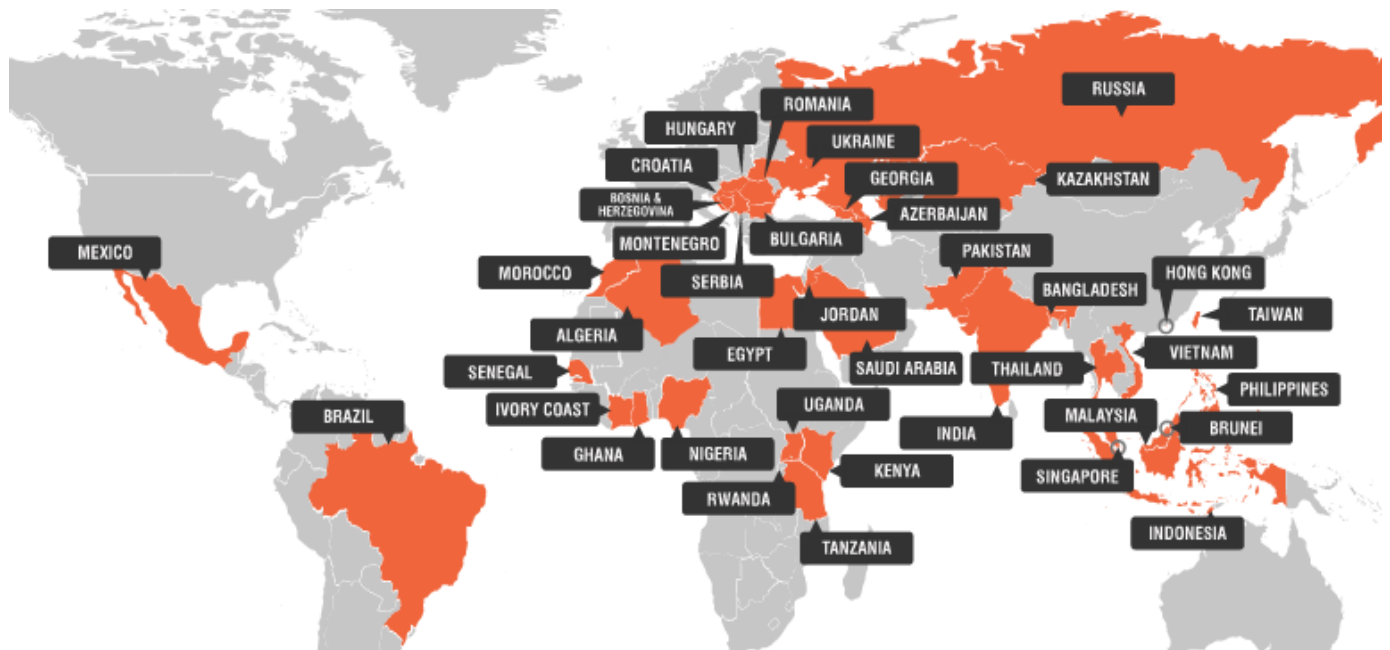 RUSSIA
ROMANIA
HUNGARY
UKRAINE
CROATIA
GEORGIA
KAZAKHSTAN
BOSNIA &
HERZEGOVINA
AZERBAIJAN
MONTENEGRO
BULGARIA
MEXICO
PAKISTAN
MOROCCO
SERBIA
HONG KONG
BANGLADESH
JORDAN
TAIWAN
ALGERIA
EGYPT
VIETNAM
SENEGAL
SAUDI ARABIA
THAILAND
PHILIPPINES
IVORY COAST
UGANDA
BRAZIL
MALAYSIA
BRUNEI
INDIA
GHANA
NIGERIA
KENYA
SINGAPORE
RWANDA
INDONESIA
TANZANIA